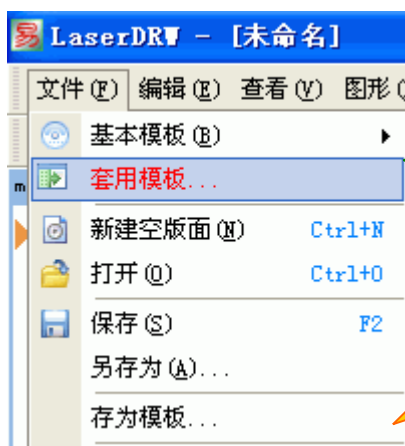 易 LaserDRW - [未命名]
文件(F) 编辑(E) 查看(V) 图形(
基本模板(B)
m 套用模板...
新建空版面(N) Ctrl+N
打开(O) Ctrl+O
保存(S) F2
另存为(A)...
存为模板...